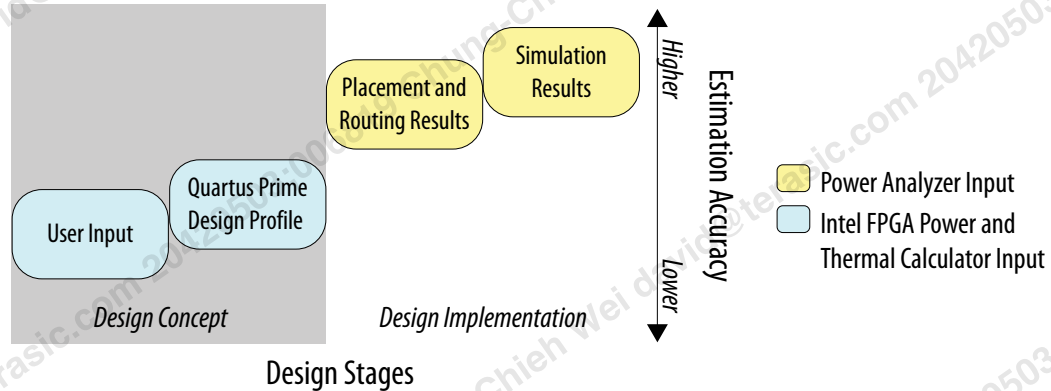 Simulation
Results
Placement and
Routing Results
Quartus Prime
Design Profile
User Input
Design Concept
Design Implementation
Design Stages
Higher
Estimation Accuracy
Lower
Power Analyzer Input
Intel FPGA Power and
Thermal Calculator Input